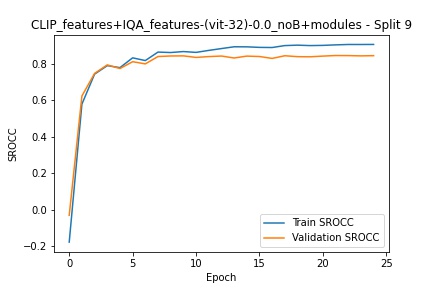 CLIP_features+IQA_features-(vit-32)-0.0_noB+modules - Split 9
SROCC
0.8
0.6
0.4
0.2
0.0
−0.2
Train SROCC
Validation SROCC
0 5 10 15 20 25
Epoch